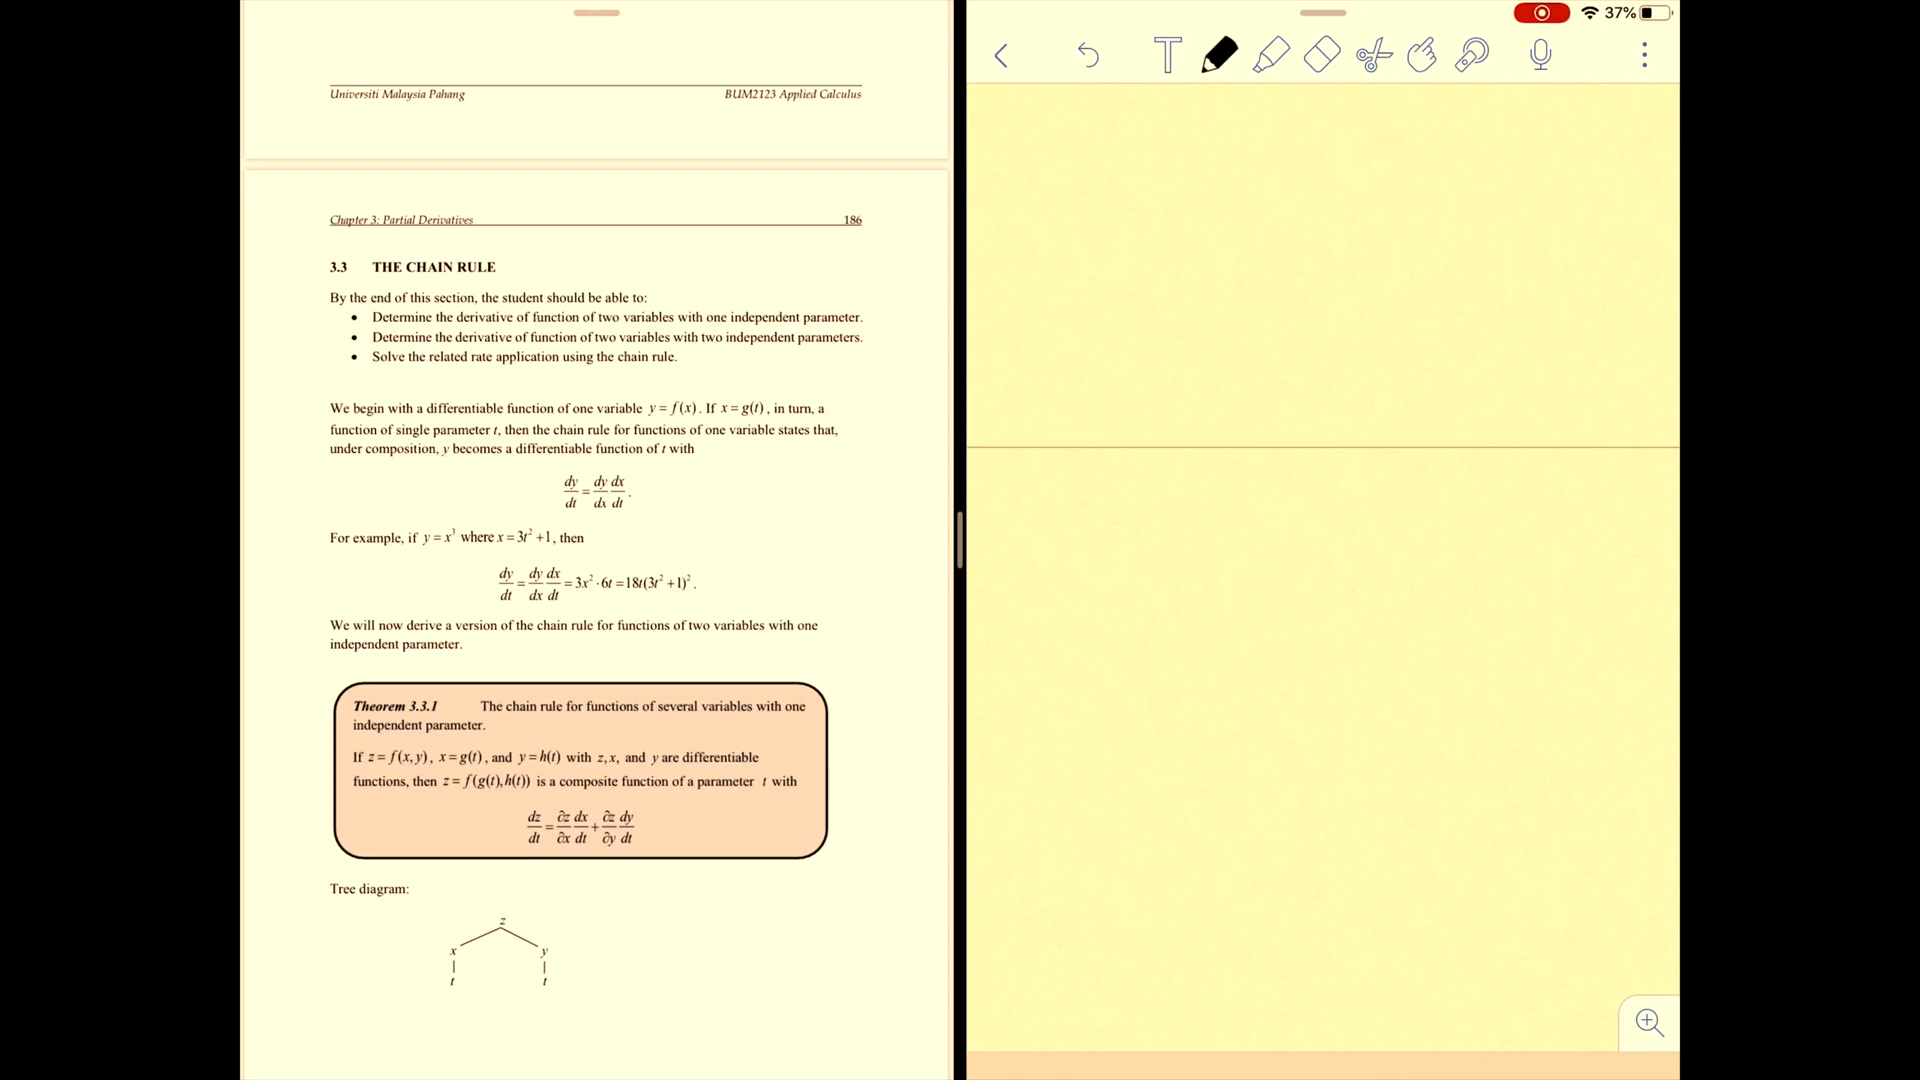 37%
T
Universiti Malaysia Pahang BUM2123 Applied Calculus
Chapter 3: Partial Derivatives 186
3.3 THE CHAIN RULE
By the end of this section, the student should be able to:
• Determine the derivative of function of two variables with one independent parameter.
• Determine the derivative of function of two variables with two independent parameters.
• Solve the related rate application using the chain rule.
We begin with a differentiable function of one variable y = f(x). If x = g(t), in turn, a
function of single parameter t, then the chain rule for functions of one variable states that,
under composition, y becomes a differentiable function of t with
dy/dt = dy/dx dx/dt .
For example, if y = x³ where x = 3t² +1, then
dy/dt = dy/dx dx/dt = 3x² · 6t = 18t(3t² +1)² .
We will now derive a version of the chain rule for functions of two variables with one
independent parameter.
Theorem 3.3.1 The chain rule for functions of several variables with one
independent parameter.
If z = f(x, y), x = g(t), and y = h(t) with z, x, and y are differentiable
functions, then z = f(g(t), h(t)) is a composite function of a parameter t with
dz/dt = ∂z/∂x dx/dt + ∂z/∂y dy/dt
Tree diagram:
z
x y
t t